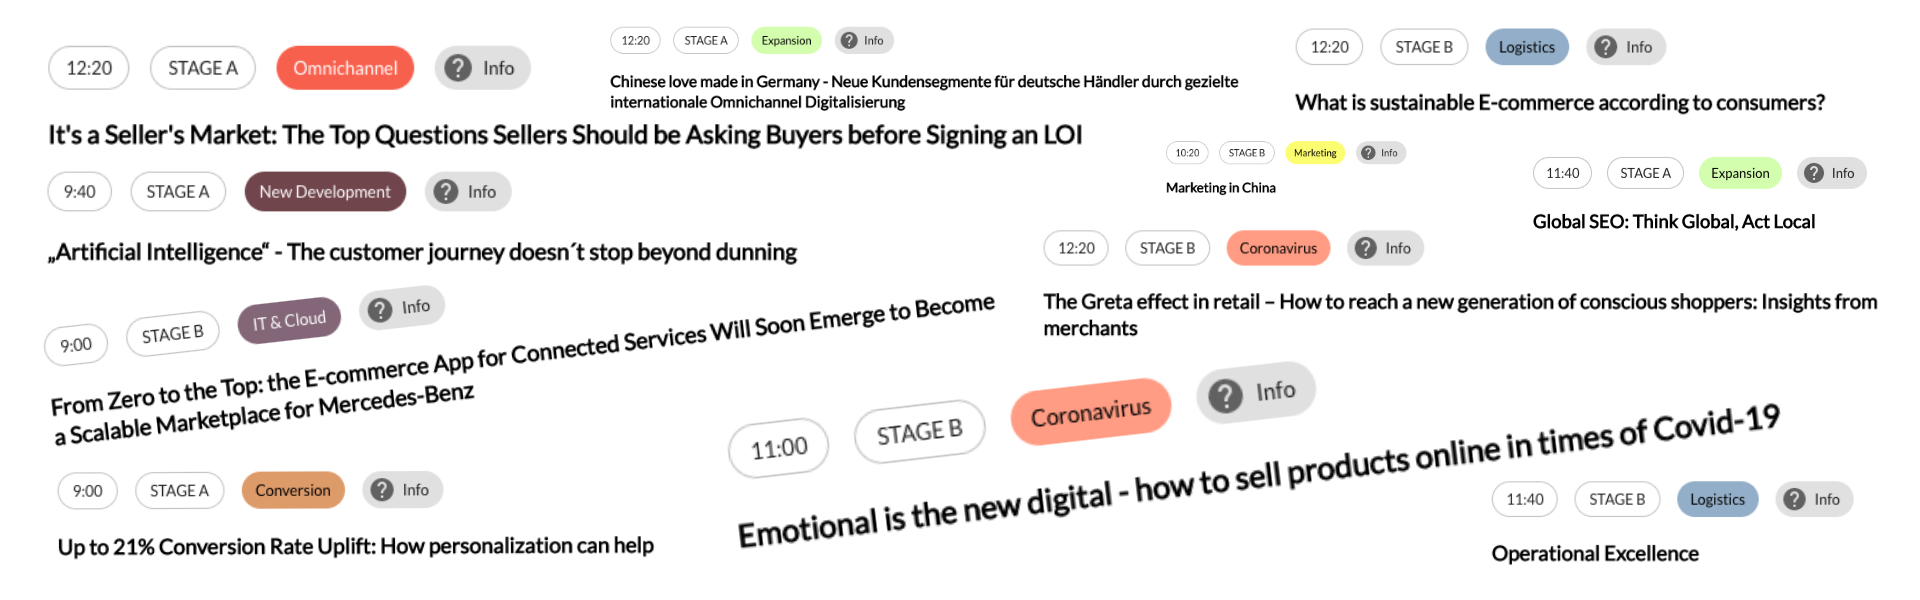 12:20 STAGE A Omnichannel ? Info
It's a Seller's Market: The Top Questions Sellers Should be Asking Buyers before Signing an LOI
12:20 STAGE A Expansion ? Info
Chinese love made in Germany - Neue Kundensegmente für deutsche Händler durch gezielte
internationale Omnichannel Digitalisierung
12:20 STAGE B Logistics ? Info
What is sustainable E-commerce according to consumers?
10:20 STAGE B Marketing ? Info
Marketing in China
11:40 STAGE A Expansion ? Info
Global SEO: Think Global, Act Local
9:40 STAGE A New Development ? Info
„Artificial Intelligence“ - The customer journey doesn´t stop beyond dunning
12:20 STAGE B Coronavirus ? Info
The Greta effect in retail – How to reach a new generation of conscious shoppers: Insights from
merchants
9:00 STAGE B IT & Cloud ? Info
From Zero to the Top: the E-commerce App for Connected Services Will Soon Emerge to Become
a Scalable Marketplace for Mercedes-Benz
11:00 STAGE B Coronavirus ? Info
Emotional is the new digital - how to sell products online in times of Covid-19
9:00 STAGE A Conversion ? Info
Up to 21% Conversion Rate Uplift: How personalization can help
11:40 STAGE B Logistics ? Info
Operational Excellence